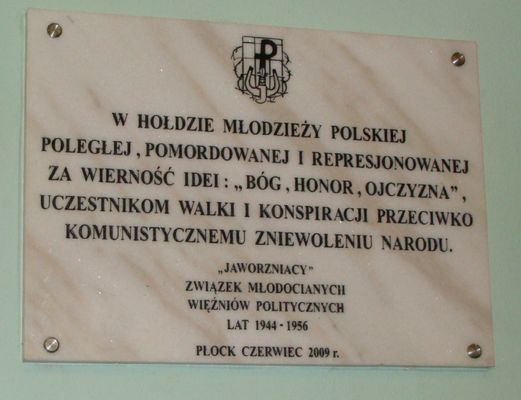 W HOŁDZIE MŁODZIEŻY POLSKIEJ
POLEGŁEJ, POMORDOWANEJ I REPRESJONOWANEJ
ZA WIERNOŚĆ IDEI: „BÓG, HONOR, OJCZYZNA”,
UCZESTNIKOM WALKI I KONSPIRACJI PRZECIWKO
KOMUNISTYCZNEMU ZNIEWOLENIU NARODU.
„JAWORZNIACY”
ZWIĄZEK MŁODOCIANYCH
WIĘŹNIÓW POLITYCZNYCH
LAT 1944 - 1956
PŁOCK CZERWIEC 2009 r.